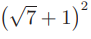 (√7 + 1)²